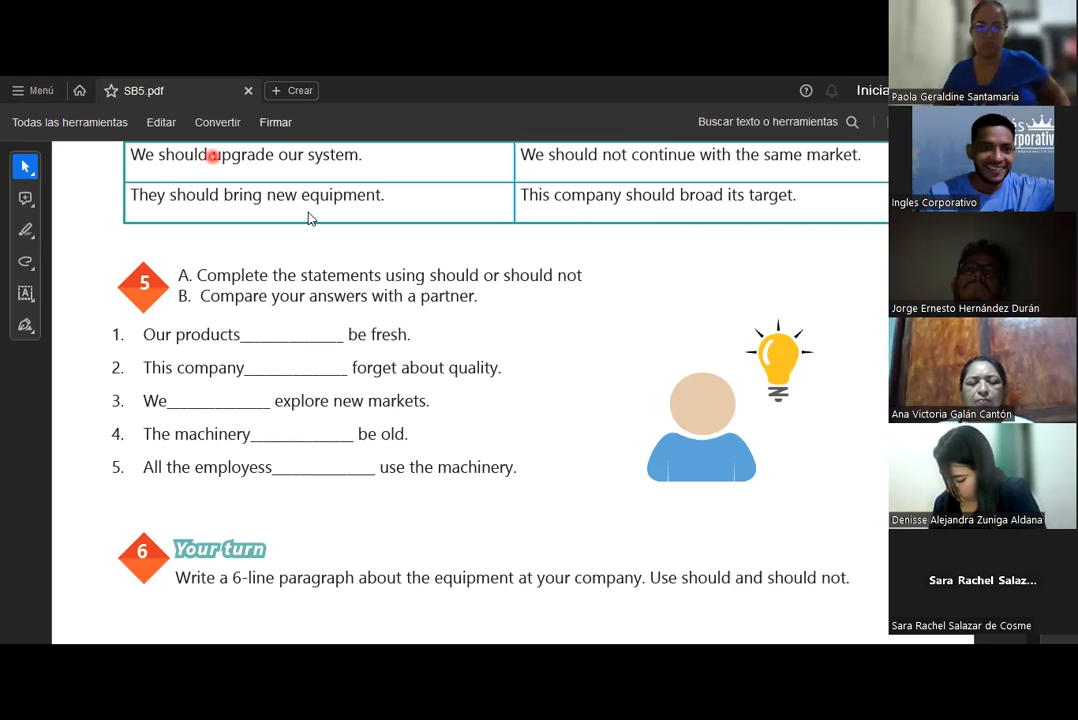 Menú
SB5.pdf
Crear
Inicia
Todas las herramientas
Editar
Convertir
Firmar
Buscar texto o herramientas
We should upgrade our system.
We should not continue with the same market.
They should bring new equipment.
This company should broad its target.
5
A. Complete the statements using should or should not
B. Compare your answers with a partner.
1. Our products_____________ be fresh.
2. This company_____________ forget about quality.
3. We_____________ explore new markets.
4. The machinery_____________ be old.
5. All the employess_____________ use the machinery.
6
Your turn
Write a 6-line paragraph about the equipment at your company. Use should and should not.
Paola Geraldine Santamaria
Ingles Corporativo
Jorge Ernesto Hernández Durán
Ana Victoria Galán Cantón
Denisse Alejandra Zuniga Aldana
Sara Rachel Salaz...
Sara Rachel Salazar de Cosme